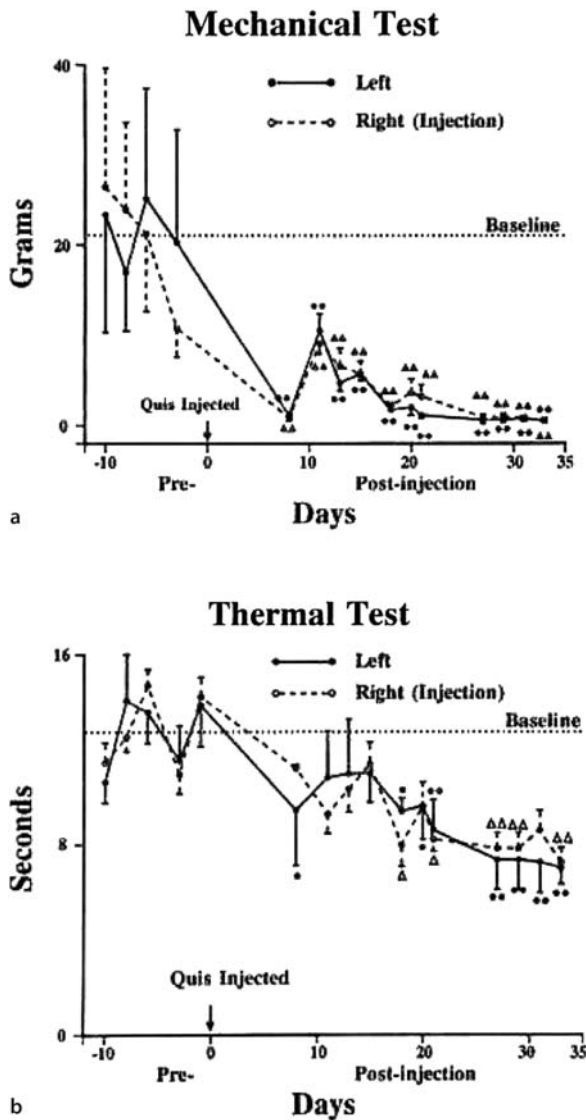 Mechanical Test
40
Left
Right (Injection)
Baseline
20
Grams
Quis Injected
0
-10 0 10 20 30 35
Pre- Post-injection
a
Days
Thermal Test
16
Left
Right (Injection)
Baseline
8
Seconds
Quis Injected
0
-10 0 10 20 30 35
Pre- Post-injection
b
Days